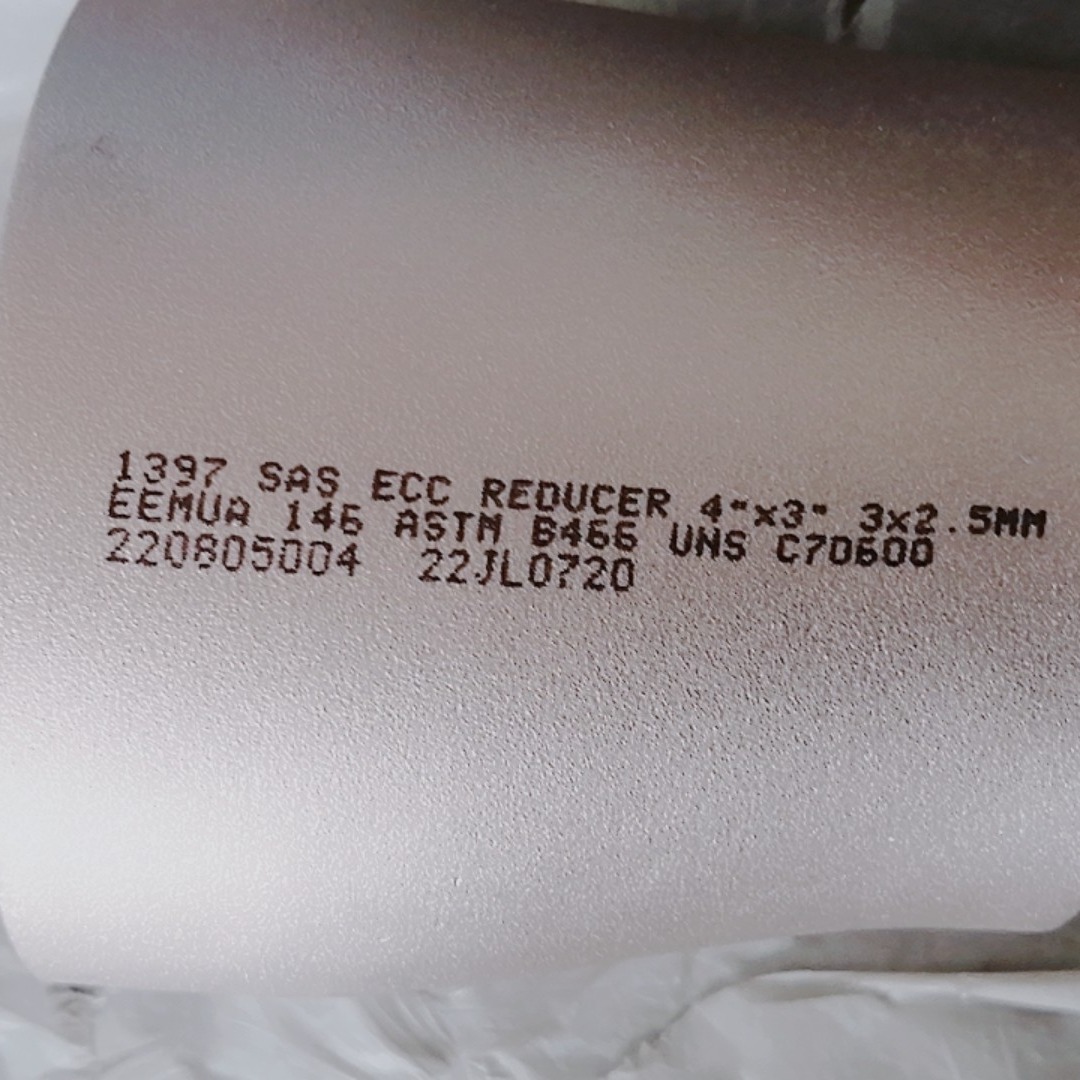 1397 SAS ECC REDUCER 4"x3" 3x2.5MM
EEMUA 146 ASTM B466 UNS C70600
220805004 22JL0720